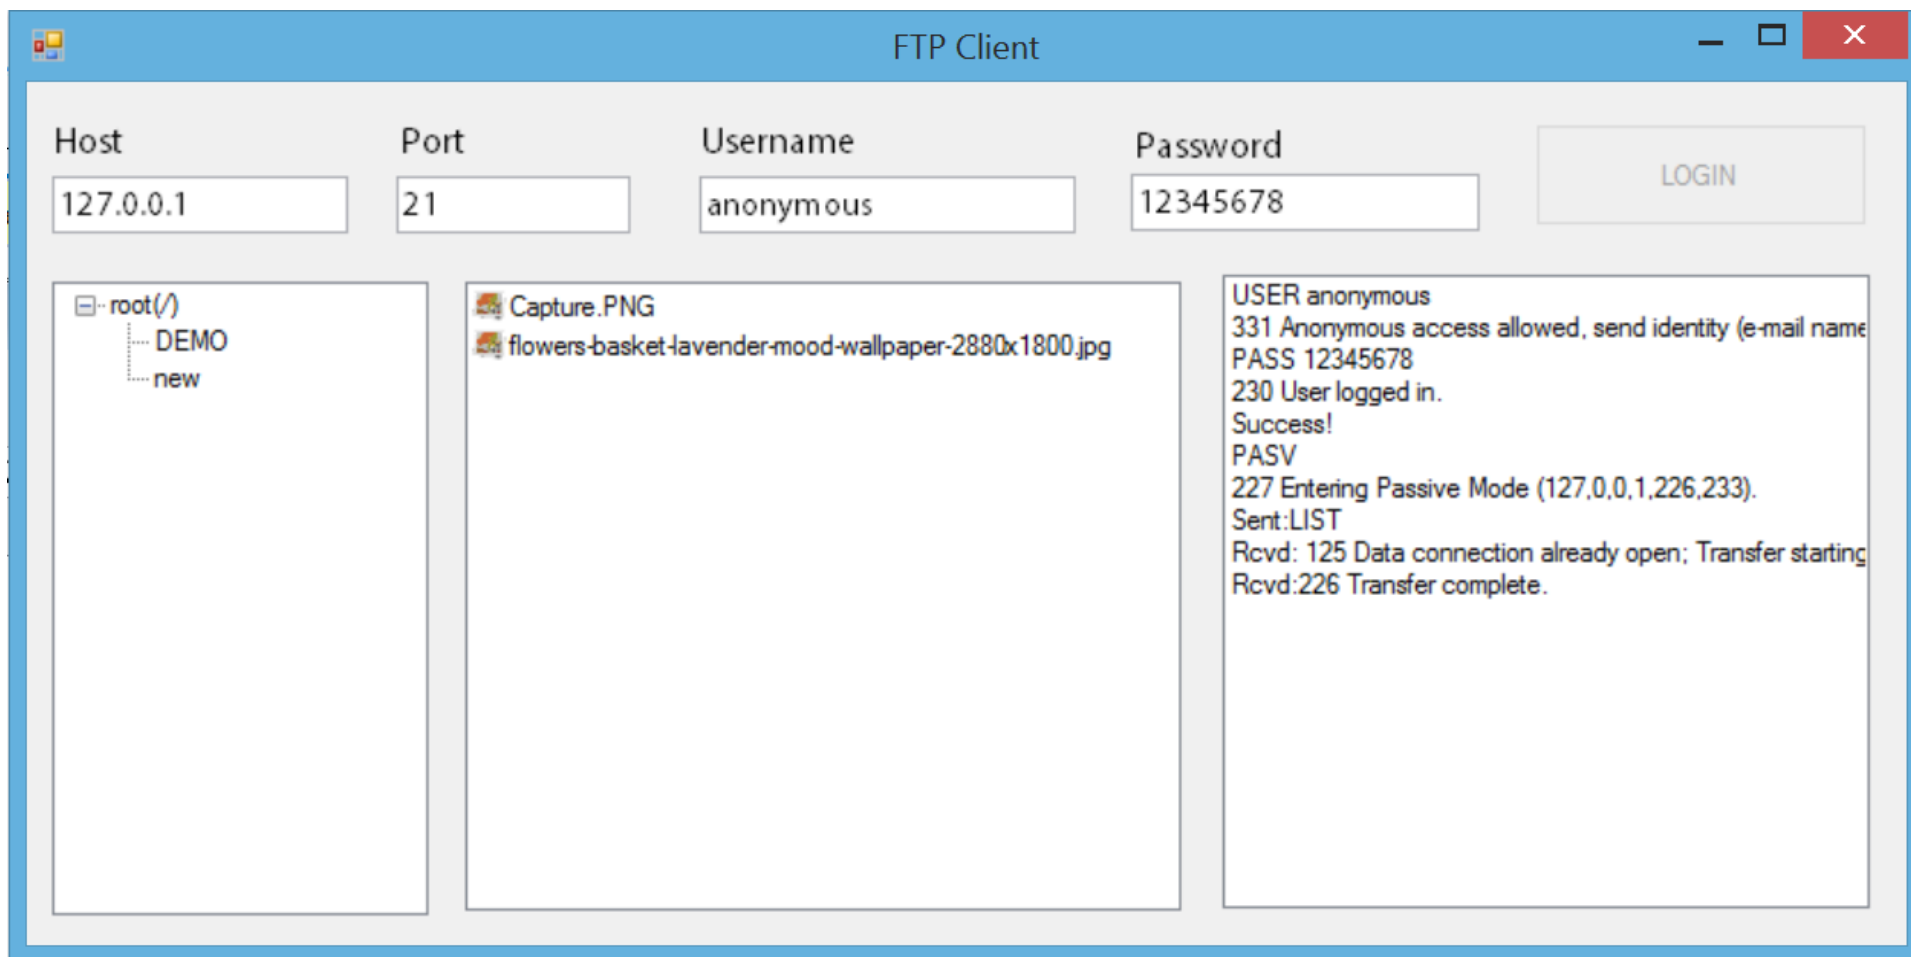 FTP Client
Host
Port
Username
Password
127.0.0.1
21
anonymous
12345678
LOGIN
root(/)
DEMO
new
Capture.PNG
flowers-basket-lavender-mood-wallpaper-2880x1800.jpg
USER anonymous
331 Anonymous access allowed, send identity (e-mail name
PASS 12345678
230 User logged in.
Success!
PASV
227 Entering Passive Mode (127,0,0,1,226,233).
Sent:LIST
Rcvd: 125 Data connection already open; Transfer starting
Rcvd:226 Transfer complete.